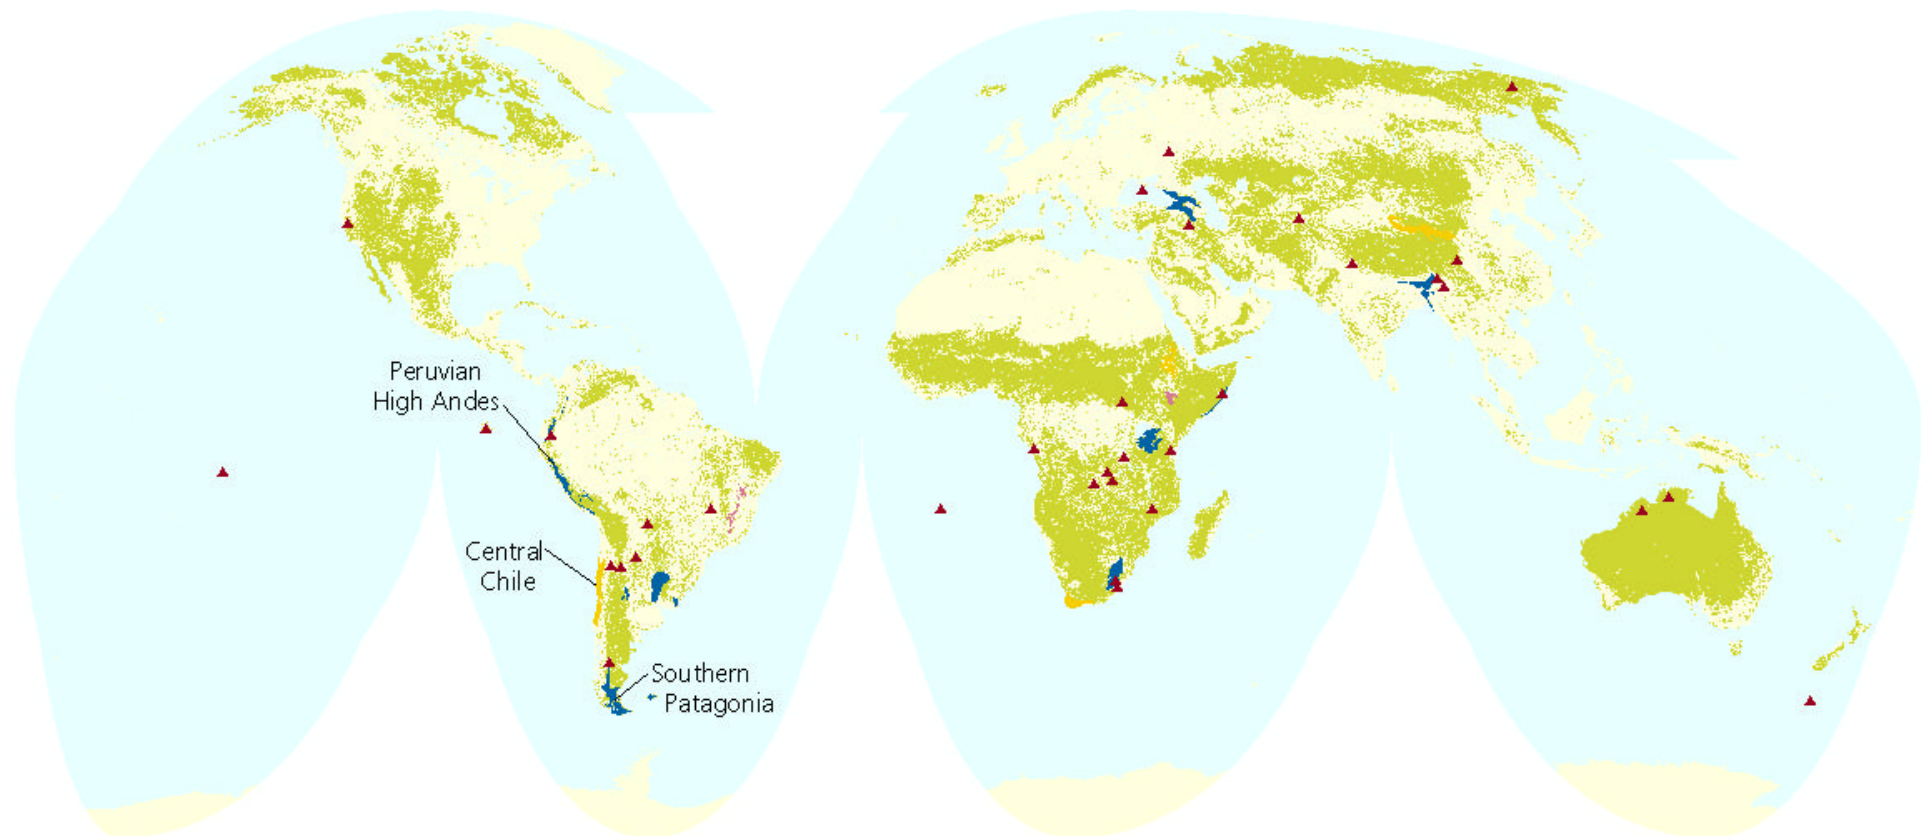 Peruvian
High Andes
Central
Chile
Southern
Patagonia